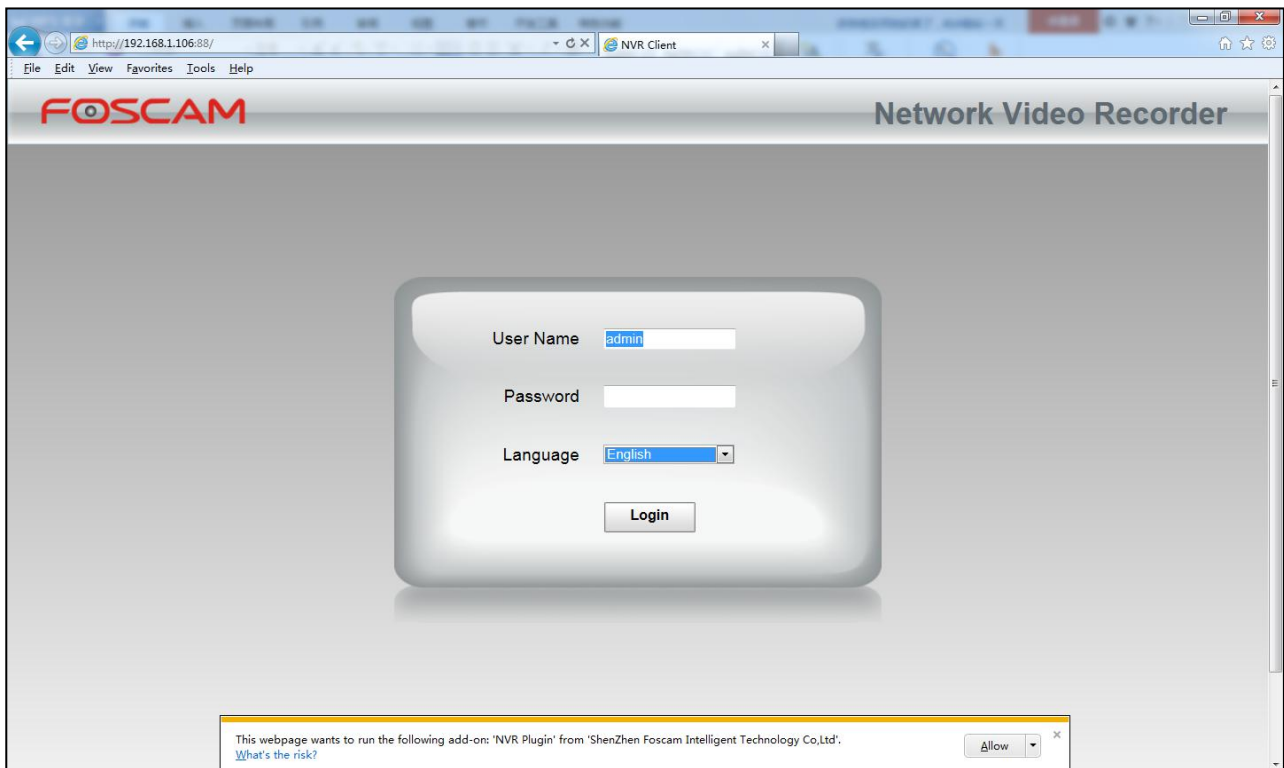 http://192.168.1.106:88/
NVR Client
File Edit View Favorites Tools Help
FOSCAM
Network Video Recorder
User Name admin
Password
Language English
Login
This webpage wants to run the following add-on: 'NVR Plugin' from 'ShenZhen Foscam Intelligent Technology Co,Ltd'.
What's the risk?
Allow